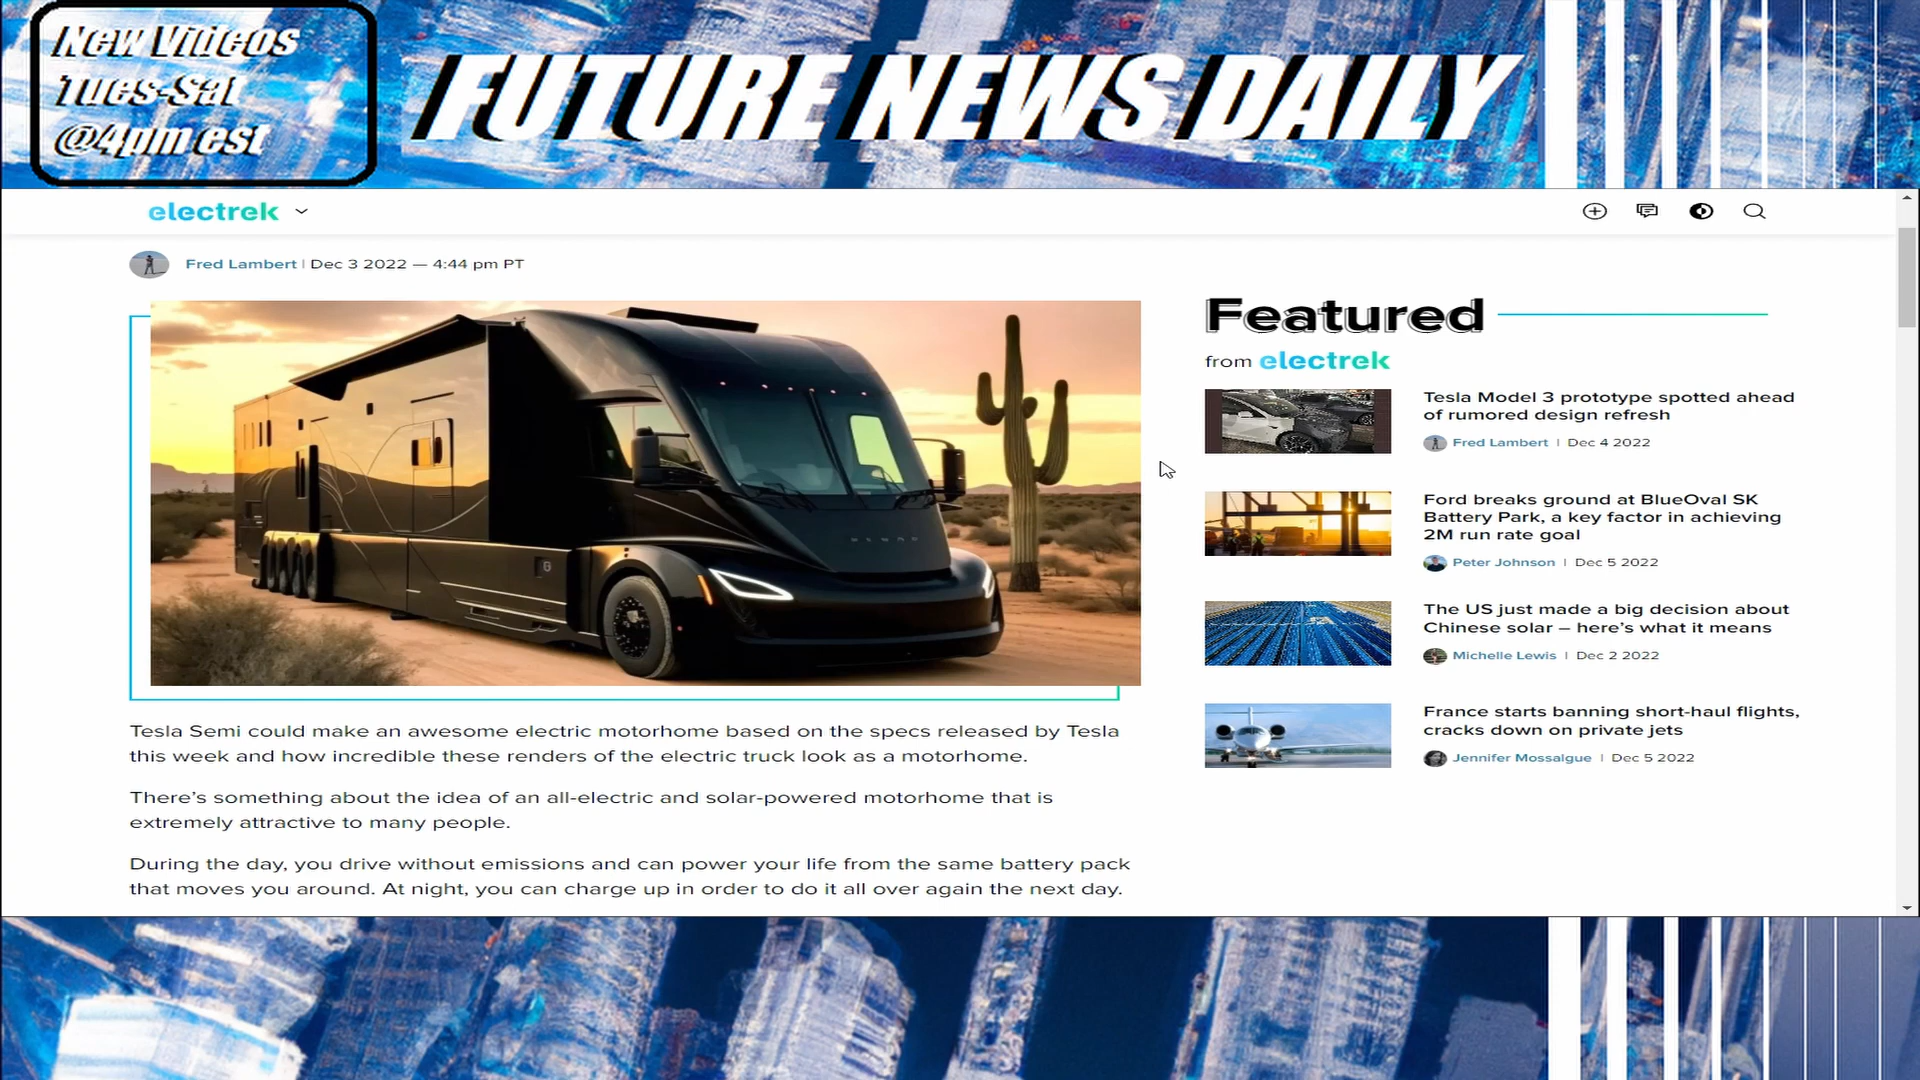 New Videos
Tues-Sat
@4pm est
FUTURE NEWS DAILY
electrek
Fred Lambert | Dec 3 2022 — 4:44 pm PT
Tesla Semi could make an awesome electric motorhome based on the specs released by Tesla
this week and how incredible these renders of the electric truck look as a motorhome.
There’s something about the idea of an all-electric and solar-powered motorhome that is
extremely attractive to many people.
During the day, you drive without emissions and can power your life from the same battery pack
that moves you around. At night, you can charge up in order to do it all over again the next day.
Featured
from electrek
Tesla Model 3 prototype spotted ahead
of rumored design refresh
Fred Lambert | Dec 4 2022
Ford breaks ground at BlueOval SK
Battery Park, a key factor in achieving
2M run rate goal
Peter Johnson | Dec 5 2022
The US just made a big decision about
Chinese solar – here’s what it means
Michelle Lewis | Dec 2 2022
France starts banning short-haul flights,
cracks down on private jets
Jennifer Mossalgue | Dec 5 2022